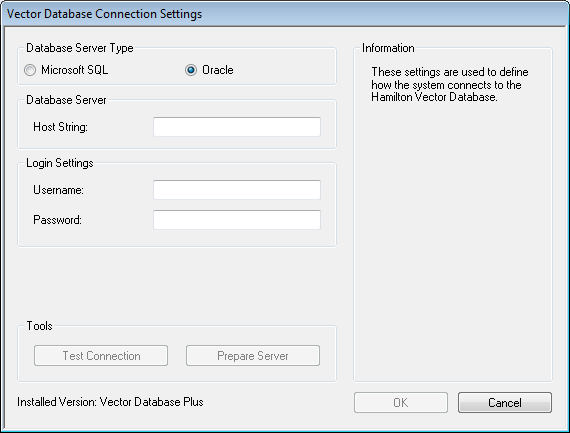 Vector Database Connection Settings
Database Server Type
Microsoft SQL
Oracle
Database Server
Host String:
Login Settings
Username:
Password:
Tools
Test Connection
Prepare Server
Installed Version: Vector Database Plus
Information
These settings are used to define
how the system connects to the
Hamilton Vector Database.
OK
Cancel